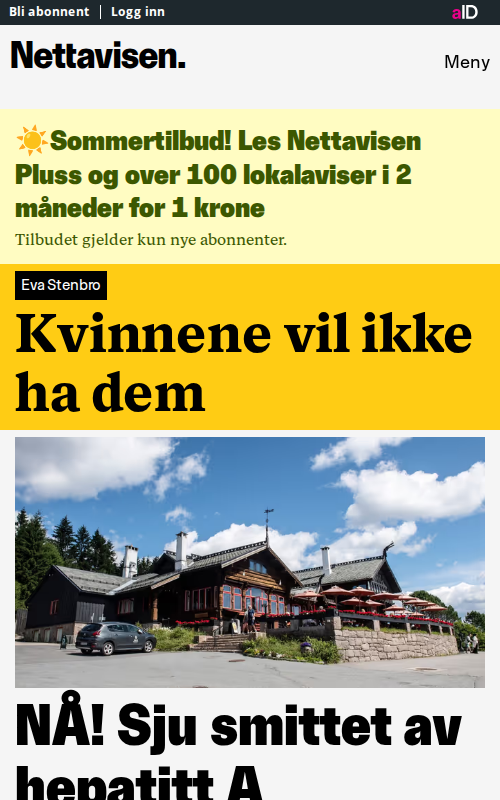 Bli abonnent
Logg inn
aID
Nettavisen.
Meny
☀️Sommertilbud! Les Nettavisen
Pluss og over 100 lokalaviser i 2
måneder for 1 krone
Tilbudet gjelder kun nye abonnenter.
Eva Stenbro
Kvinnene vil ikke
ha dem
NÅ! Sju smittet av
hepatitt A